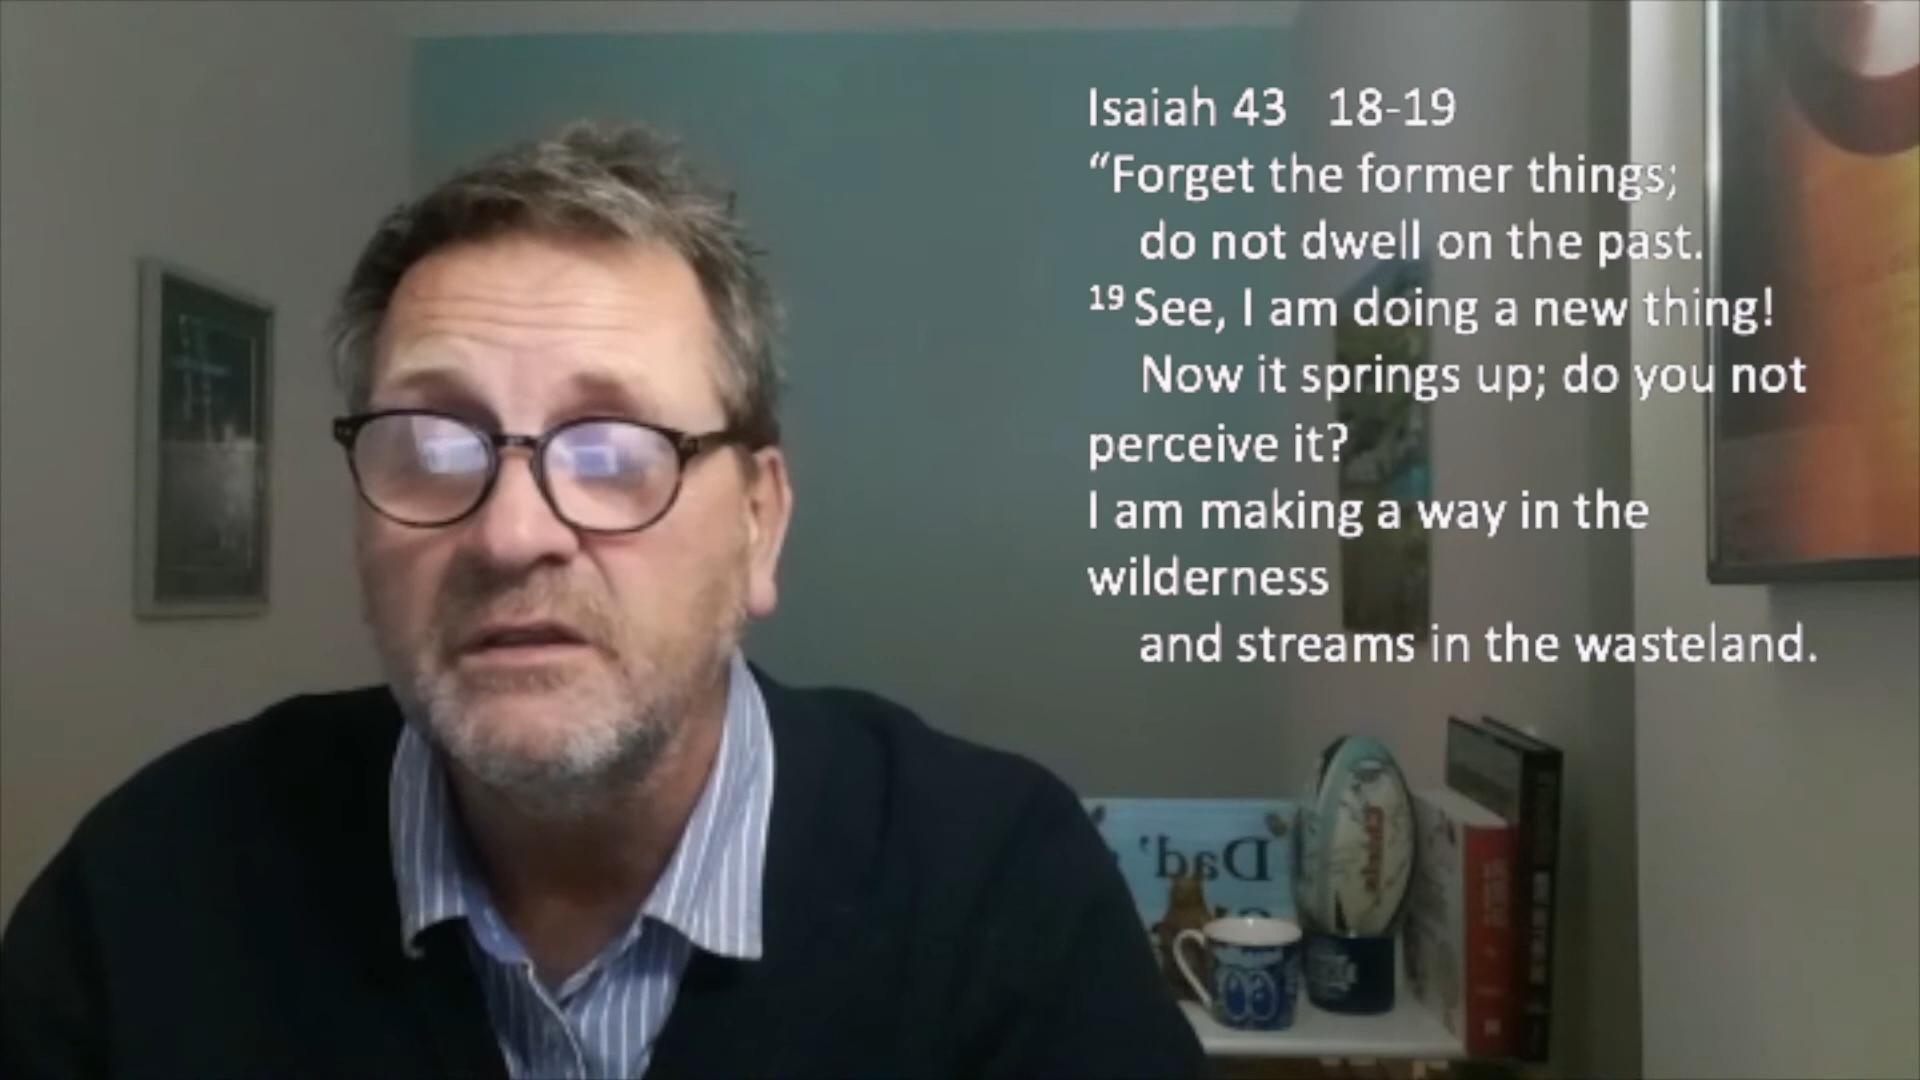 Isaiah 43 18-19
“Forget the former things;
do not dwell on the past.
19 See, I am doing a new thing!
Now it springs up; do you not
perceive it?
I am making a way in the
wilderness
and streams in the wasteland.
Dad'